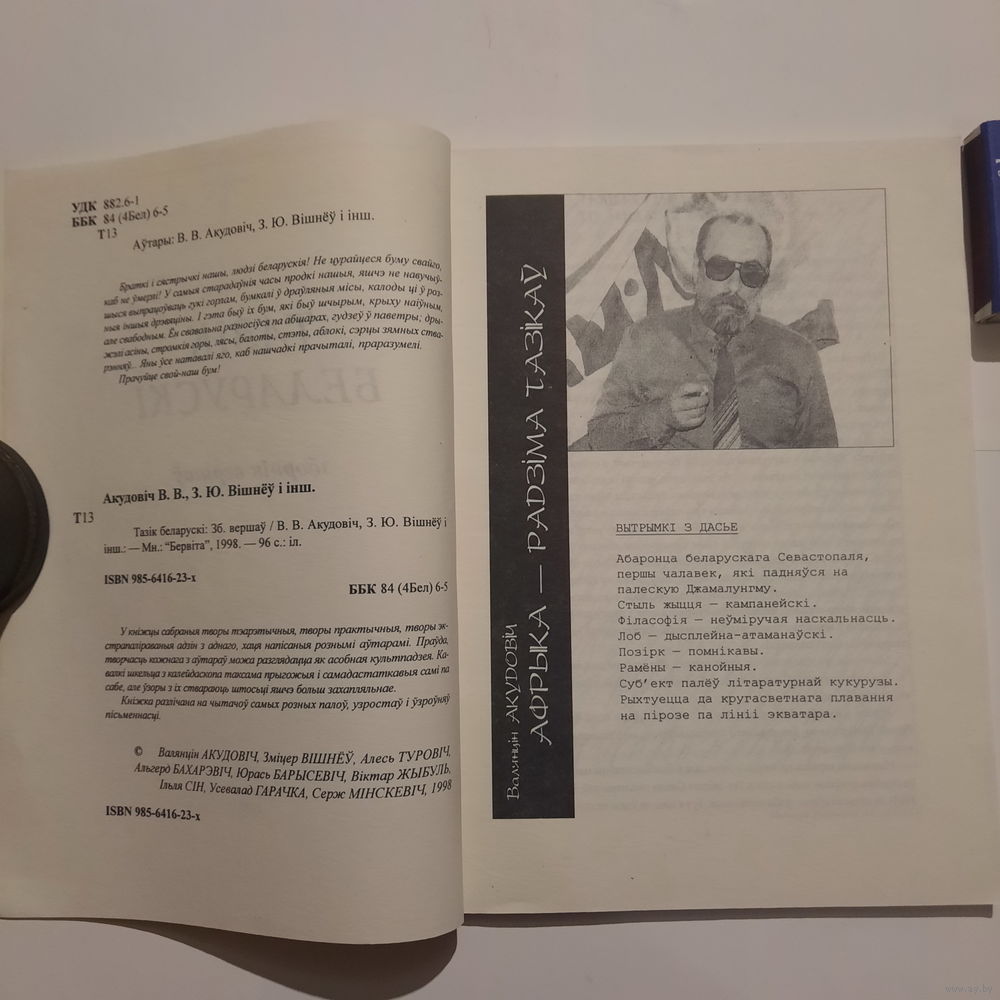 УДК 882.6-1
ББК 84 (4Бел) 6-5
Т13
Аўтары: В. В. Акудовіч, З. Ю. Вішнёў і інш.
Браткі і сястрычкі нашы, людзі беларускія! Не цурайцеся буму свайго,
каб не ўмерлі! У самыя старадаўнія часы продкі нашыя, яшчэ не навучыў-
шыся выпрацоўваць гукі горлам, бумкалі ў драўляныя місы, калоды ці ў роз-
ныя іншыя дрэвяціны. І гэта быў іх бум, які быў шчырым, крыху наіўным,
але свабодным. Ён свавольна разносіўся па абшарах, гудзеў ў паветры; дры-
жэлі асіны, стромкія горы, лясы, балоты, стэпы, аблокі, сэрцы зямных ства-
рэнняў... Яны ўсе натавалі яго, каб нашчадкі прачыталі, праразумелі.
Прачуйце свой-наш бум!
БЕЛАРУСКІ
Акудовіч В. В., З. Ю. Вішнёў і інш.
Т13
Тазік беларускі: Зб. вершаў / В. В. Акудовіч, З. Ю. Вішнёў і
інш.: — Мн.: “Бервіта”, 1998. — 96 с.: іл.
ISBN 985-6416-23-х
ББК 84 (4Бел) 6-5
У кніжцы сабраныя творы тэарэтычныя, творы практычныя, творы эк-
страпаліраваныя адзін з аднаго, хаця напісаныя рознымі аўтарамі. Праўда,
творчасць кожнага з аўтараў можа разглядацца як асобная культпадзея. Ка-
валкі шкельца з калейдаскопа таксама прыгожыя і самадастаткавыя самі па
сабе, але ўзоры з іх ствараюць штосьці яшчэ больш захапляльнае.
Кніжка разлічана на чытачоў самых розных палоў, узростаў і ўзроўняў
пісьменнасці.
© Валянцін АКУДОВІЧ, Зміцер ВІШНЁЎ, Алесь ТУРОВІЧ,
Альгерд БАХАРЭВІЧ, Юрась БАРЫСЕВІЧ, Віктар ЖЫБУЛЬ,
Ільля СІН, Усевалад ГАРАЧКА, Серж МІНСКЕВІЧ, 1998
ISBN 985-6416-23-х
Валянцін АКУДОВІЧ
АФРЫКА — РАДЗІМА ТАЗІКАЎ
ВЫТРЫМКІ З ДАСЬЕ
Абаронца беларускага Севастопаля,
першы чалавек, які падняўся на
палескую Джамалунгму.
Стыль жыцця — кампанейскі.
Філасофія — неўміручая наскальнасць.
Лоб — дысплейна-атаманаўскі.
Позірк — помнікавы.
Рамёны — канойныя.
Суб’ект палёў літаратурнай кукурузы.
Рыхтуецца да кругасветнага плавання
на пірозе па лініі экватара.
www.ay.by